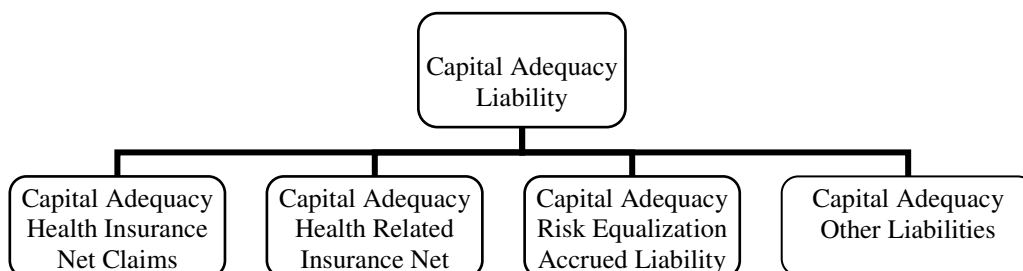 Capital Adequacy
Liability
Capital Adequacy
Health Insurance
Net Claims
Capital Adequacy
Health Related
Insurance Net
Capital Adequacy
Risk Equalization
Accrued Liability
Capital Adequacy
Other Liabilities